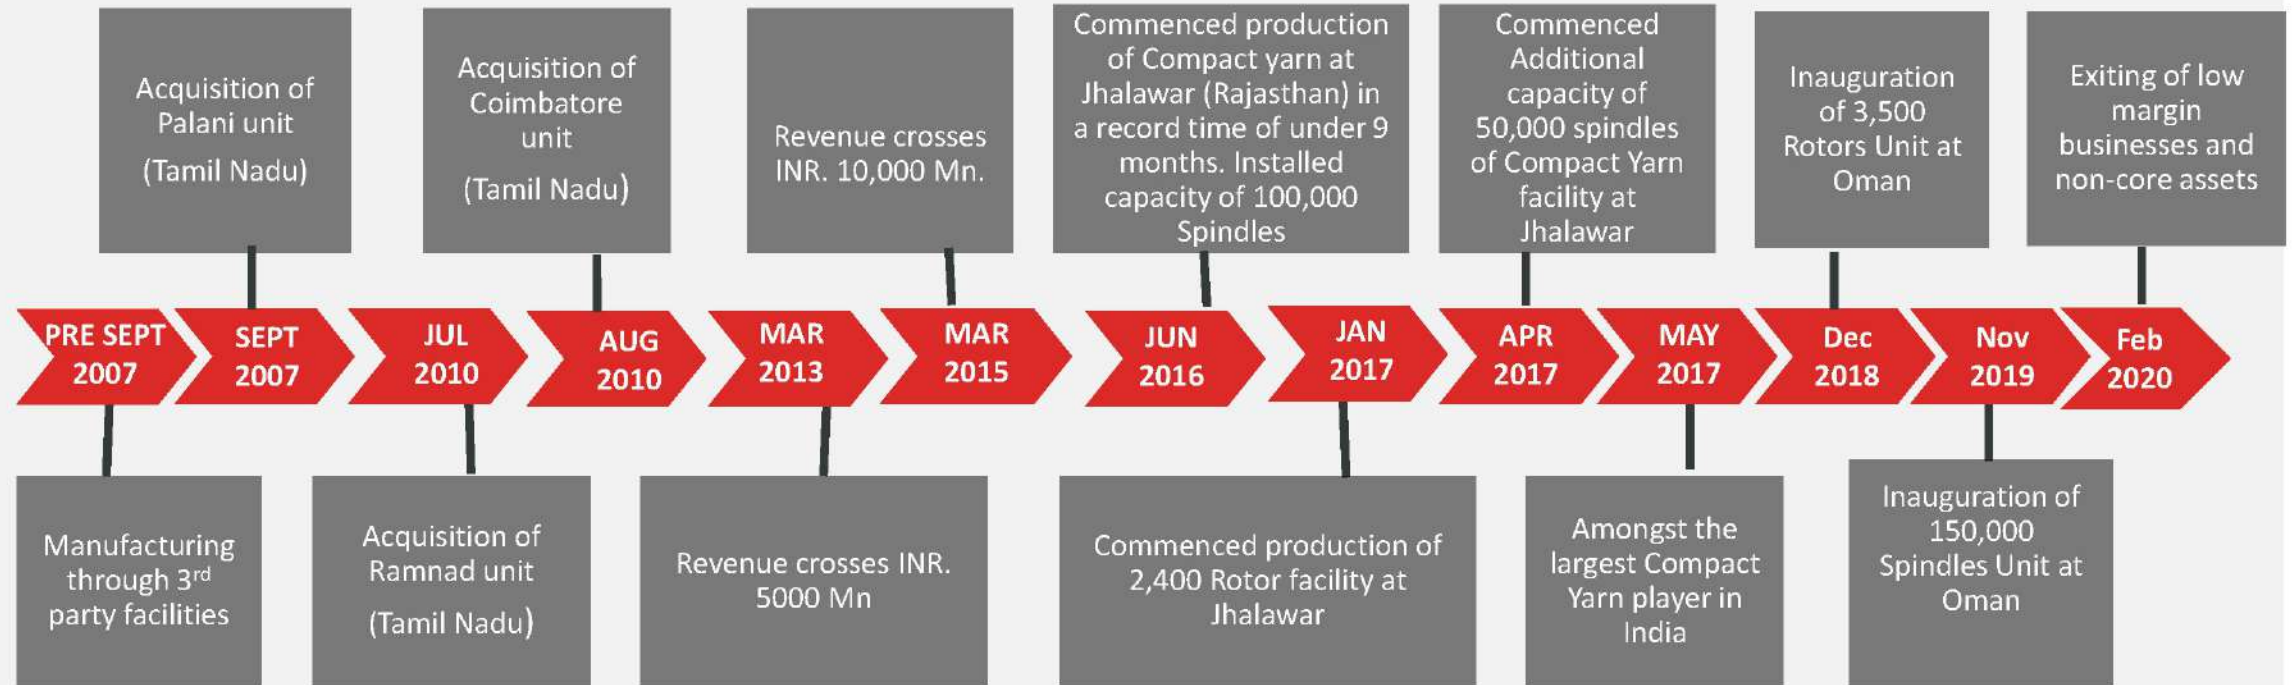 Acquisition of
Palani unit
(Tamil Nadu)
Acquisition of
Coimbatore
unit
(Tamil Nadu)
Revenue crosses
INR. 10,000 Mn.
Commenced production
of Compact yarn at
Jhalawar (Rajasthan) in
a record time of under 9
months. Installed
capacity of 100,000
Spindles
Commenced
Additional
capacity of
50,000 spindles
of Compact Yarn
facility at
Jhalawar
Inauguration
of 3,500
Rotors Unit at
Oman
Exiting of low
margin
businesses and
non-core assets
PRE SEPT
2007
SEPT
2007
JUL
2010
AUG
2010
MAR
2013
MAR
2015
JUN
2016
JAN
2017
APR
2017
MAY
2017
Dec
2018
Nov
2019
Feb
2020
Manufacturing
through 3rd
party facilities
Acquisition of
Ramnad unit
(Tamil Nadu)
Revenue crosses INR.
5000 Mn
Commenced production of
2,400 Rotor facility at
Jhalawar
Amongst the
largest Compact
Yarn player in
India
Inauguration of
150,000
Spindles Unit at
Oman